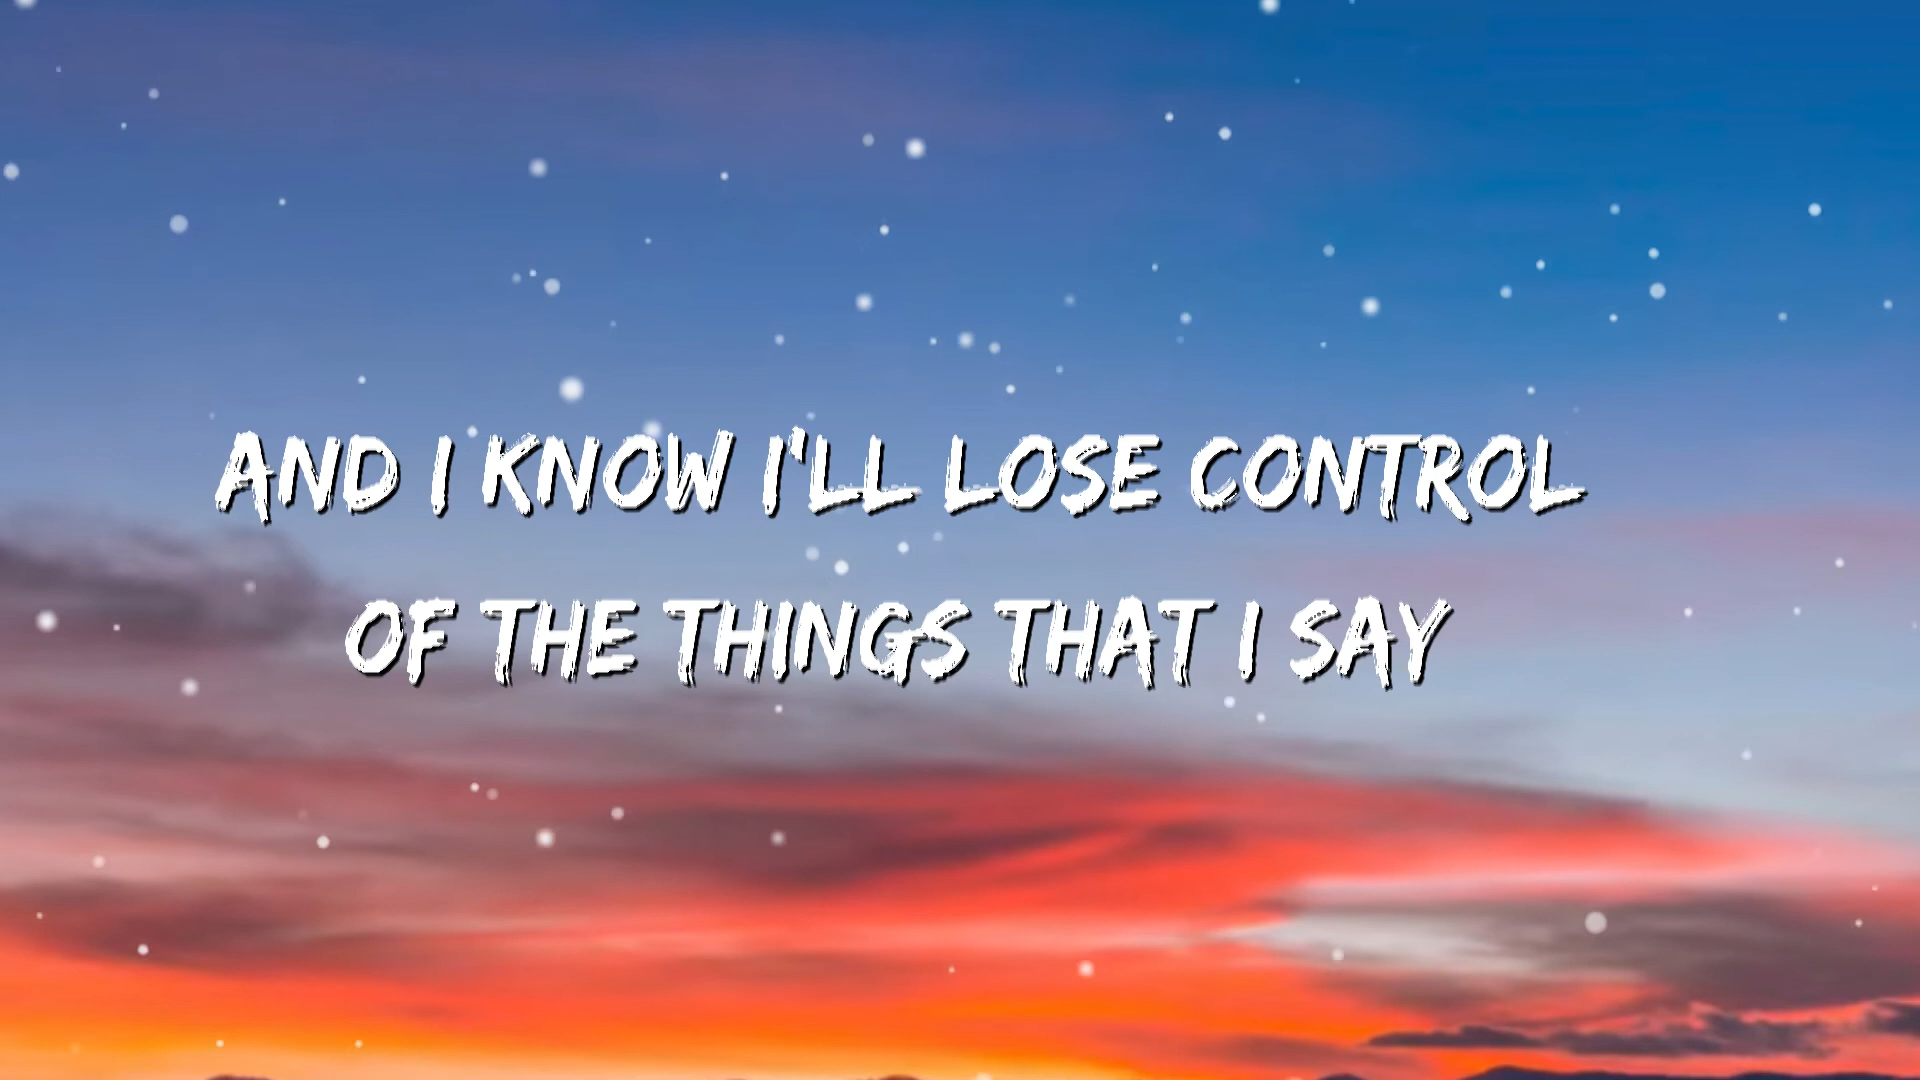 AND I KNOW I'LL LOSE CONTROL
OF THE THINGS THAT I SAY